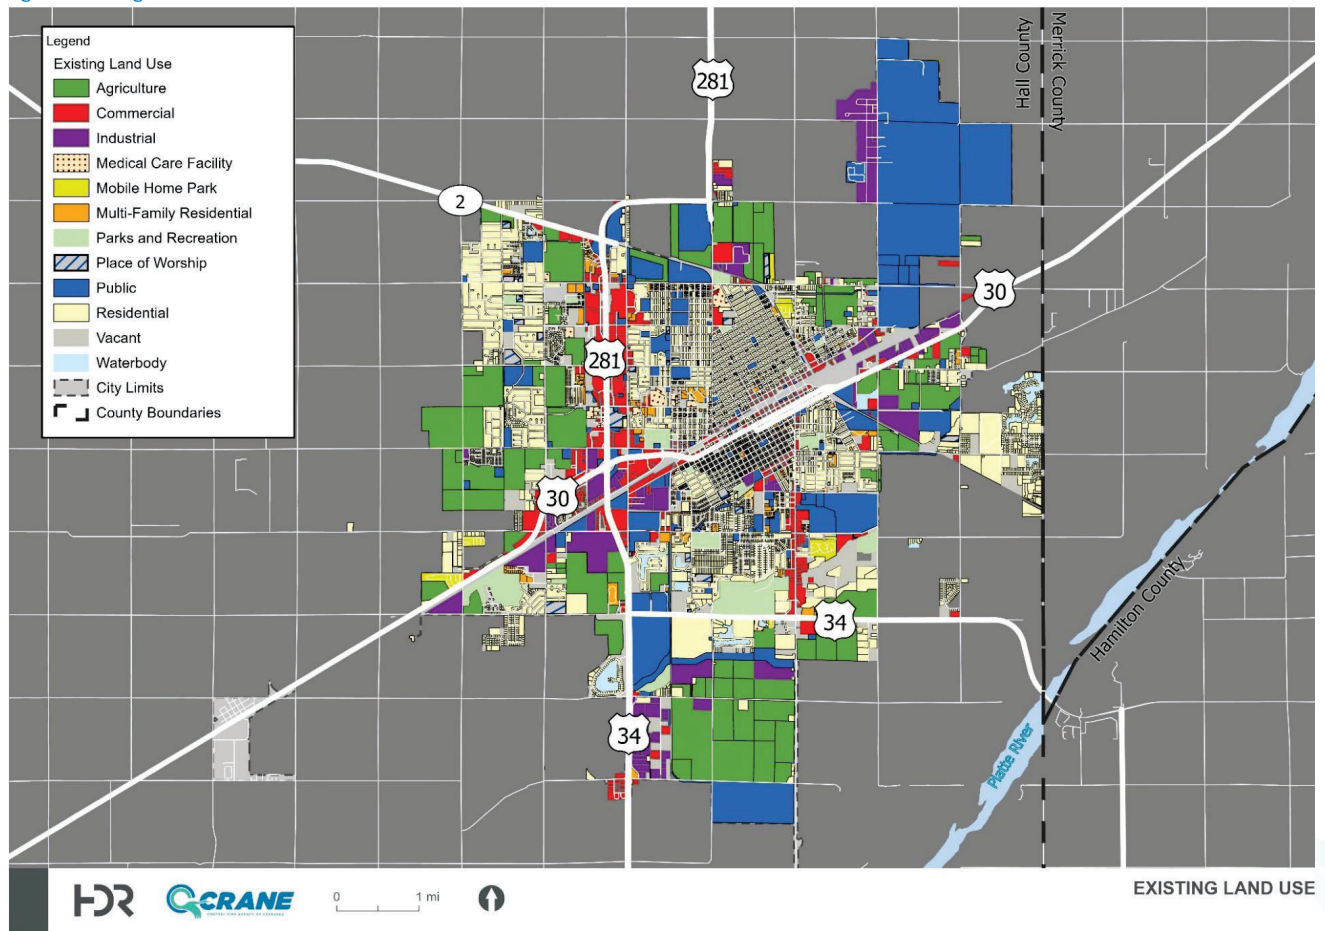 Legend
Existing Land Use
Agriculture
Commercial
Industrial
Medical Care Facility
Mobile Home Park
Multi-Family Residential
Parks and Recreation
Place of Worship
Public
Residential
Vacant
Waterbody
City Limits
County Boundaries
281
Hall County
Merrick County
2
30
281
30
34
Hamilton County
34
Platte River
HDR
CRANE
0
1 mi
EXISTING LAND USE